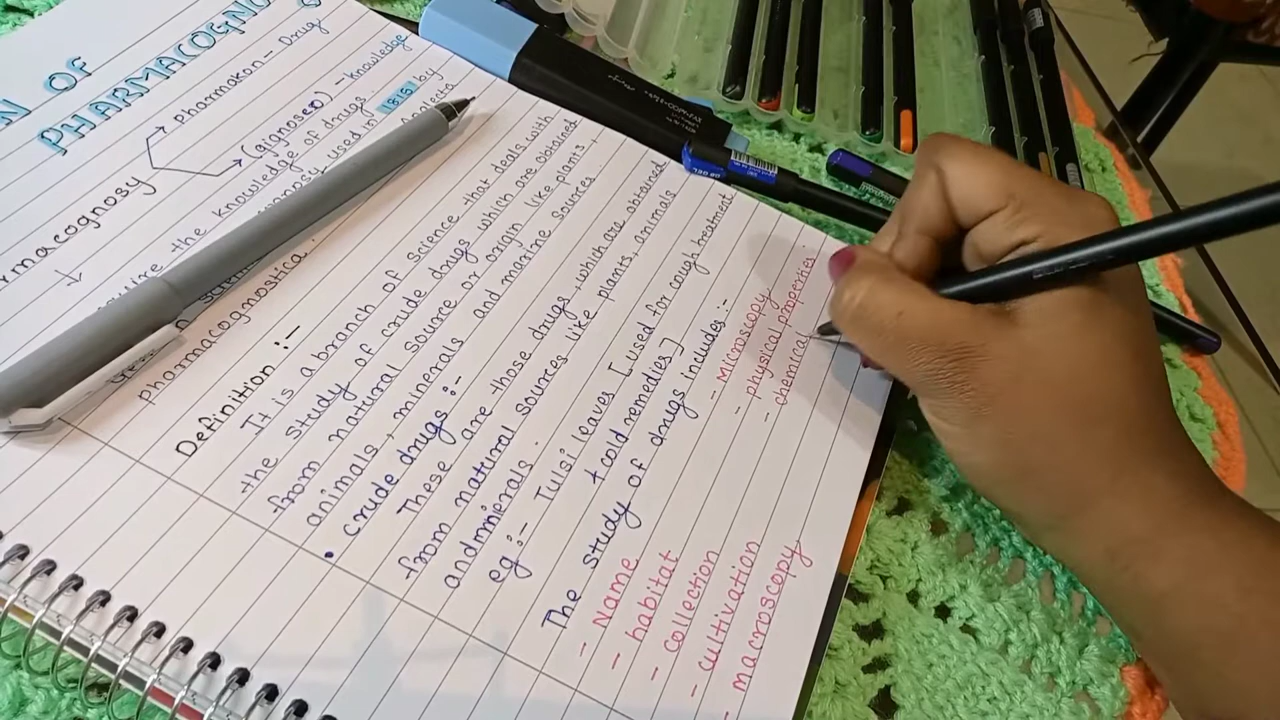 N OF
PHARMACOGNO
rmacognosy
Pharmakon - Drug
(Gignosco) - knowledge
the knowledge of drugs.
used in 1815 by
pharmacognostica.
Definition :-
It is a branch of science that deals with
the study of crude drugs which are obtained
from natural source or origin like plants,
animals, minerals and marine sources.
• crude drugs :-
These are those drugs, which are obtained
from natural sources like plants, animals
and minierals.
eg :- Tulsi leaves [used for cough treatment
+ cold remedies]
The study of drugs includes :-
- Name
- habitat
- collection
- cultivation
- macroscopy
- Microscopy
- physical properties
- chemical